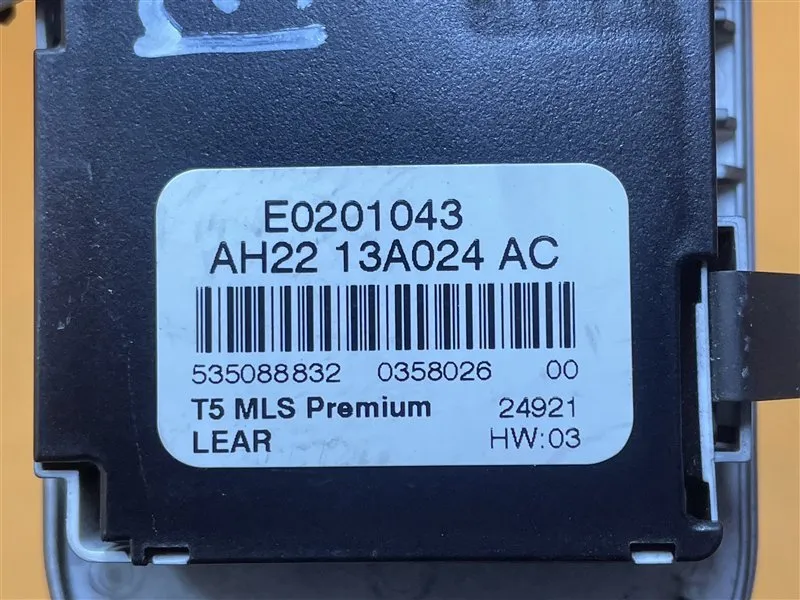 E0201043
AH22 13A024 AC
535088832 0358026 00
T5 MLS Premium 24921
LEAR HW:03